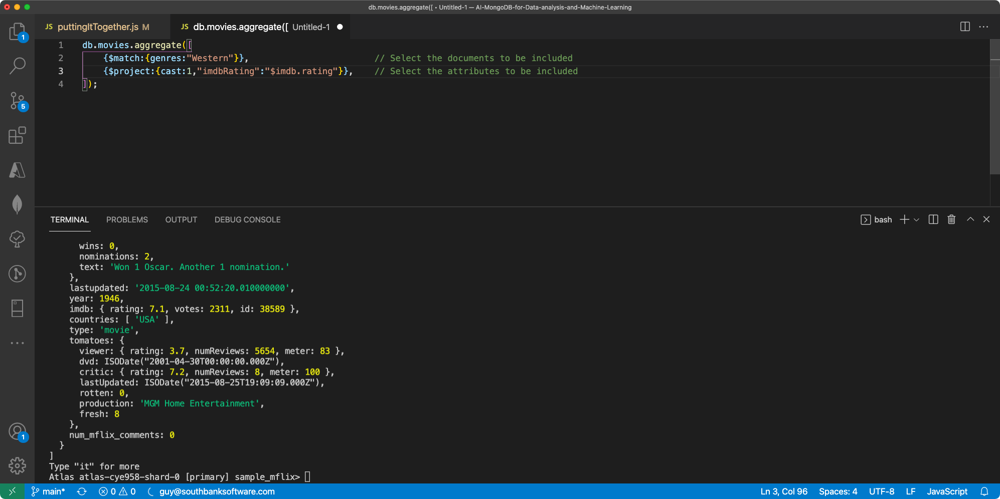 db.movies.aggregate([ • Untitled-1 — AI-MongoDB-for-Data-analysis-and-Machine-Learning
JS puttingItTogether.js M
JS db.movies.aggregate([ Untitled-1
1 db.movies.aggregate([
2 {$match:{genres:"Western"}}, // Select the documents to be included
3 {$project:{cast:1,"imdbRating":"$imdb.rating"}}, // Select the attributes to be included
4 ]);
1
5
TERMINAL PROBLEMS OUTPUT DEBUG CONSOLE bash
wins: 0,
nominations: 2,
text: 'Won 1 Oscar. Another 1 nomination.'
},
lastupdated: '2015-08-24 00:52:20.010000000',
year: 1946,
imdb: { rating: 7.1, votes: 2311, id: 38589 },
countries: [ 'USA' ],
type: 'movie',
tomatoes: {
viewer: { rating: 3.7, numReviews: 5654, meter: 83 },
dvd: ISODate("2001-04-30T00:00:00.000Z"),
critic: { rating: 7.2, numReviews: 8, meter: 100 },
lastUpdated: ISODate("2015-08-25T19:09:09.000Z"),
rotten: 0,
production: 'MGM Home Entertainment',
fresh: 8
},
num_mflix_comments: 0
}
]
Type "it" for more
Atlas atlas-cye958-shard-0 [primary] sample_mflix>
1
main* 0 0 guy@southbanksoftware.com Ln 3, Col 96 Spaces: 4 UTF-8 LF JavaScript